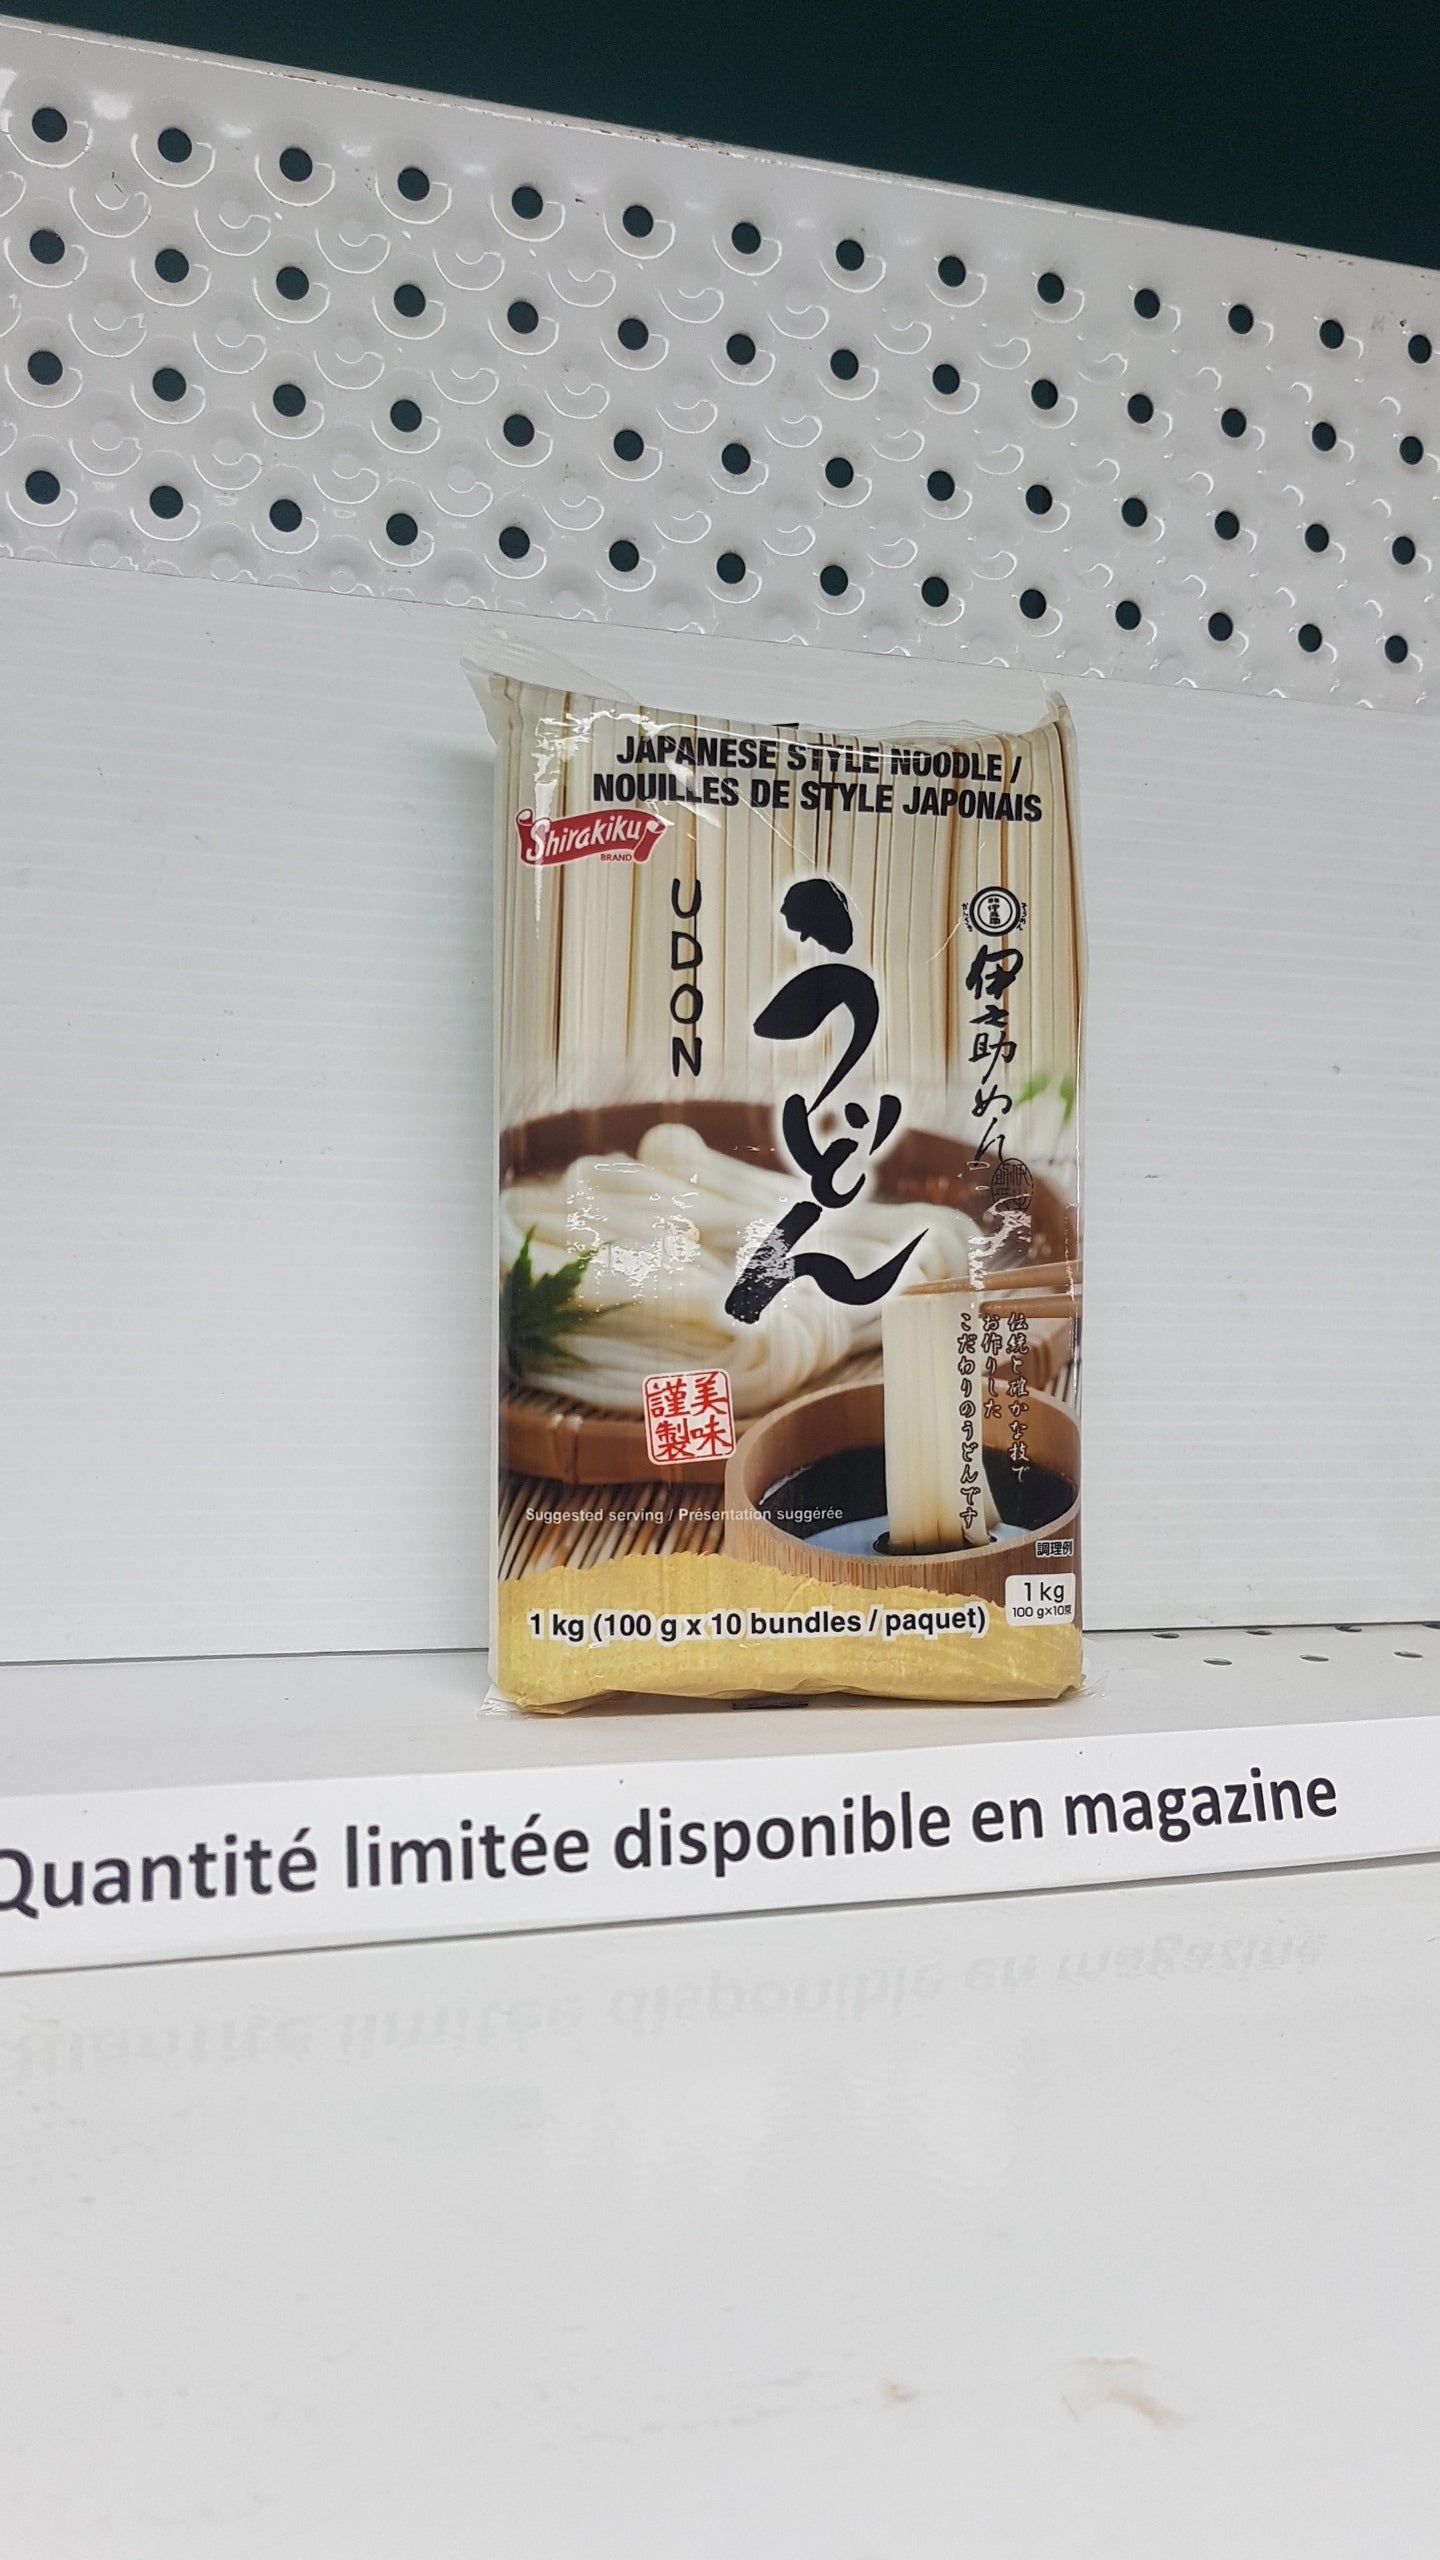 JAPANESE STYLE NOODLE /
NOUILLES DE STYLE JAPONAIS
Shirakiku
BRAND
UDON
うどん
伊之助めん
伝統と確かな技で
お作りした
こだわりのうどんです
美味
謹製
Suggested serving / Présentation suggérée
調理例
1 kg
100 g×10束
1 kg (100 g x 10 bundles / paquet)
Quantité limitée disponible en magazine